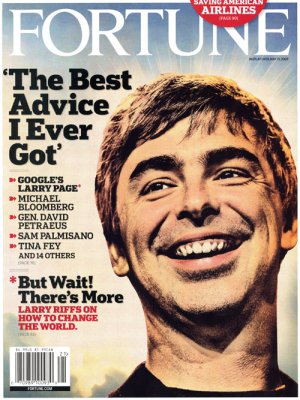 SAVING AMERICAN
AIRLINES
(PAGE 90)
FORTUNE
'The Best
Advice
I Ever
Got'
GOOGLE'S
LARRY PAGE*
MICHAEL
BLOOMBERG
GEN. DAVID
PETRAEUS
SAM PALMISANO
TINA FEY
AND 14 OTHERS
*But Wait!
There's More
LARRY RIFFS ON
HOW TO CHANGE
THE WORLD.
FORTUNE.COM